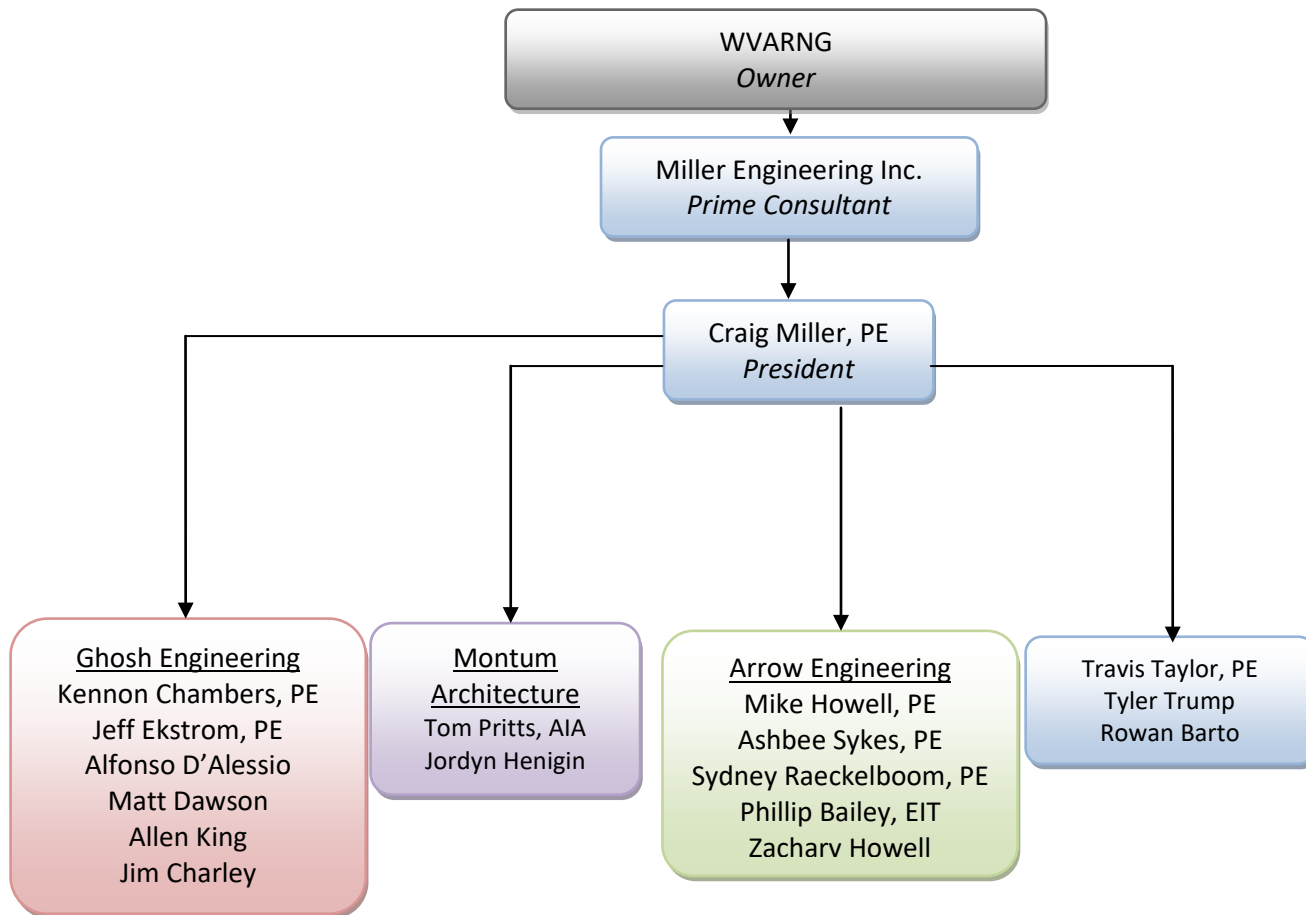 WVARNG
Owner
Miller Engineering Inc.
Prime Consultant
Craig Miller, PE
President
Ghosh Engineering
Kennon Chambers, PE
Jeff Ekstrom, PE
Alfonso D’Alessio
Matt Dawson
Allen King
Jim Charley
Montum
Architecture
Tom Pritts, AIA
Jordyn Henigin
Arrow Engineering
Mike Howell, PE
Ashbee Sykes, PE
Sydney Raeckelboom, PE
Phillip Bailey, EIT
Zachary Howell
Travis Taylor, PE
Tyler Trump
Rowan Barto